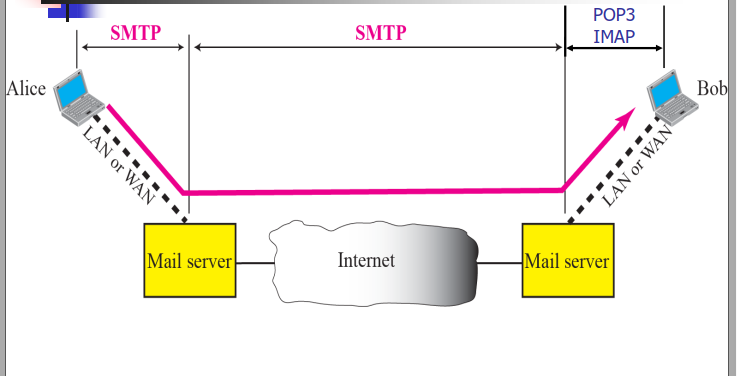 POP3
IMAP
SMTP
SMTP
Alice
Bob
LAN or WAN
LAN or WAN
Mail server
Internet
Mail server